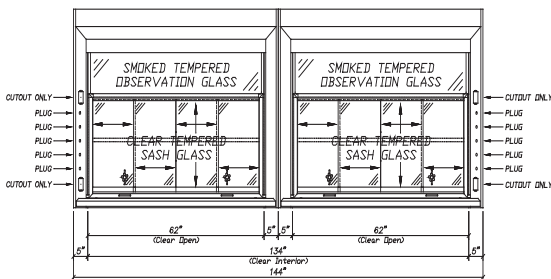 SMOKED TEMPERED
OBSERVATION GLASS
SMOKED TEMPERED
OBSERVATION GLASS
CUTOUT ONLY
PLUG
PLUG
PLUG
PLUG
PLUG
CUTOUT ONLY
CLEAR TEMPERED
SASH GLASS
CLEAR TEMPERED
SASH GLASS
CUTOUT ONLY
PLUG
PLUG
PLUG
PLUG
PLUG
CUTOUT ONLY
62" 5" 5" 62"
(Clear Open) (Clear Open)
5" 134" 5"
(Clear Interior)
144"